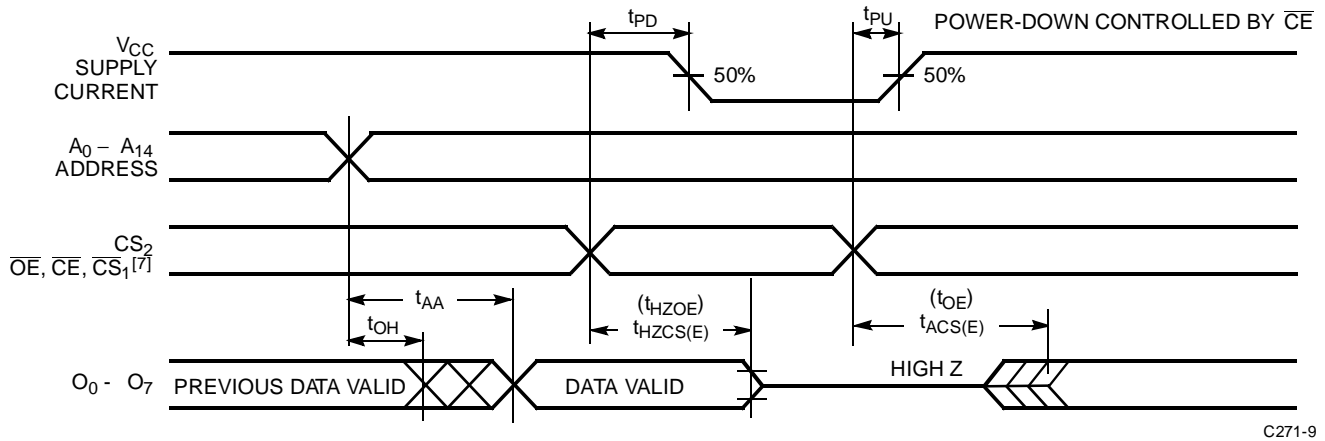 tPD
tPU
POWER-DOWN CONTROLLED BY CE
VCC
SUPPLY
CURRENT
50%
50%
A0 – A14
ADDRESS
CS2
OE, CE, CS1[7]
tAA
(tHZOE)
tHZCS(E)
(tOE)
tACS(E)
tOH
O0 - O7
PREVIOUS DATA VALID
DATA VALID
HIGH Z
C271-9